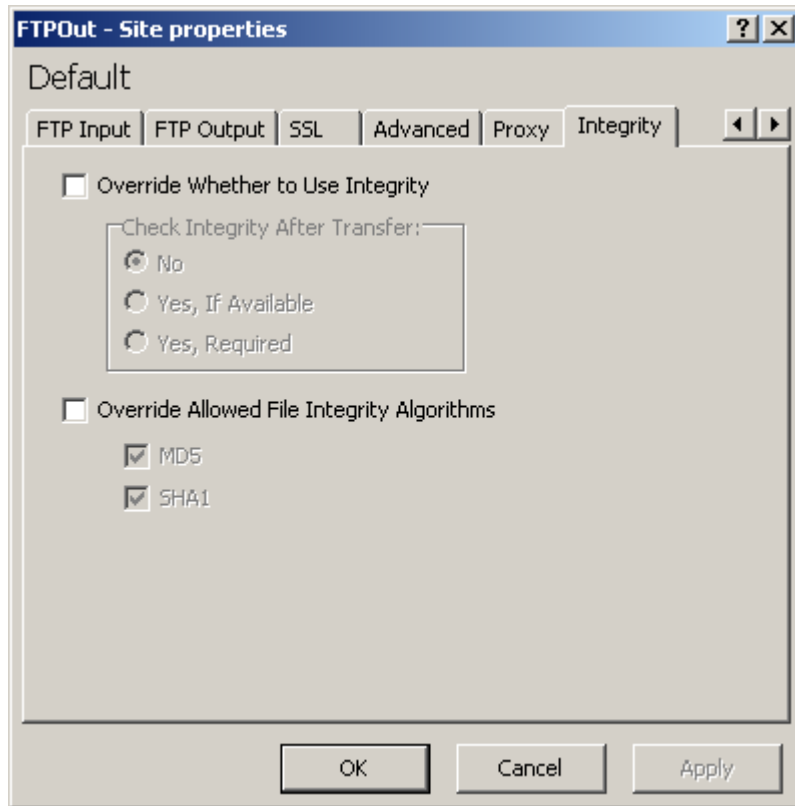 FTPOut - Site properties
Default
FTP Input FTP Output SSL Advanced Proxy Integrity
Override Whether to Use Integrity
Check Integrity After Transfer:
No
Yes, If Available
Yes, Required
Override Allowed File Integrity Algorithms
MD5
SHA1
OK Cancel Apply